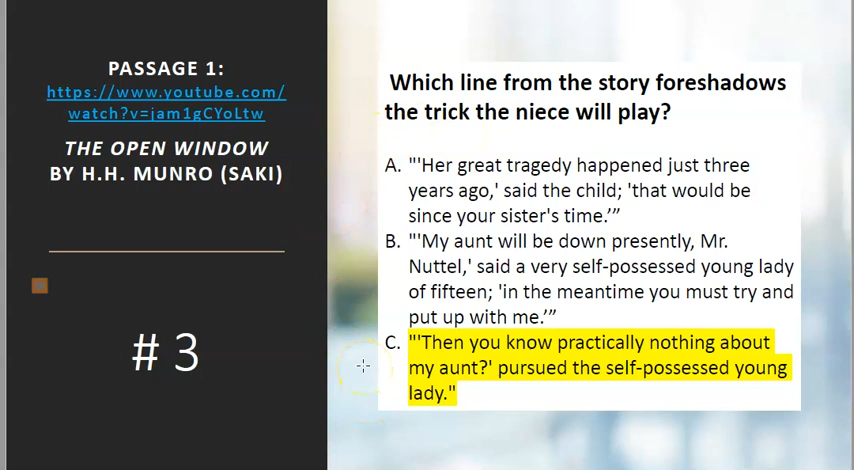 PASSAGE 1:
https://www.youtube.com/
watch?v=jam1gCYoLtw
THE OPEN WINDOW
BY H.H. MUNRO (SAKI)
# 3
Which line from the story foreshadows
the trick the niece will play?
A. "'Her great tragedy happened just three
years ago,' said the child; 'that would be
since your sister's time.’”
B. "'My aunt will be down presently, Mr.
Nuttel,' said a very self-possessed young lady
of fifteen; 'in the meantime you must try and
put up with me.’”
C. "'Then you know practically nothing about
my aunt?' pursued the self-possessed young
lady."